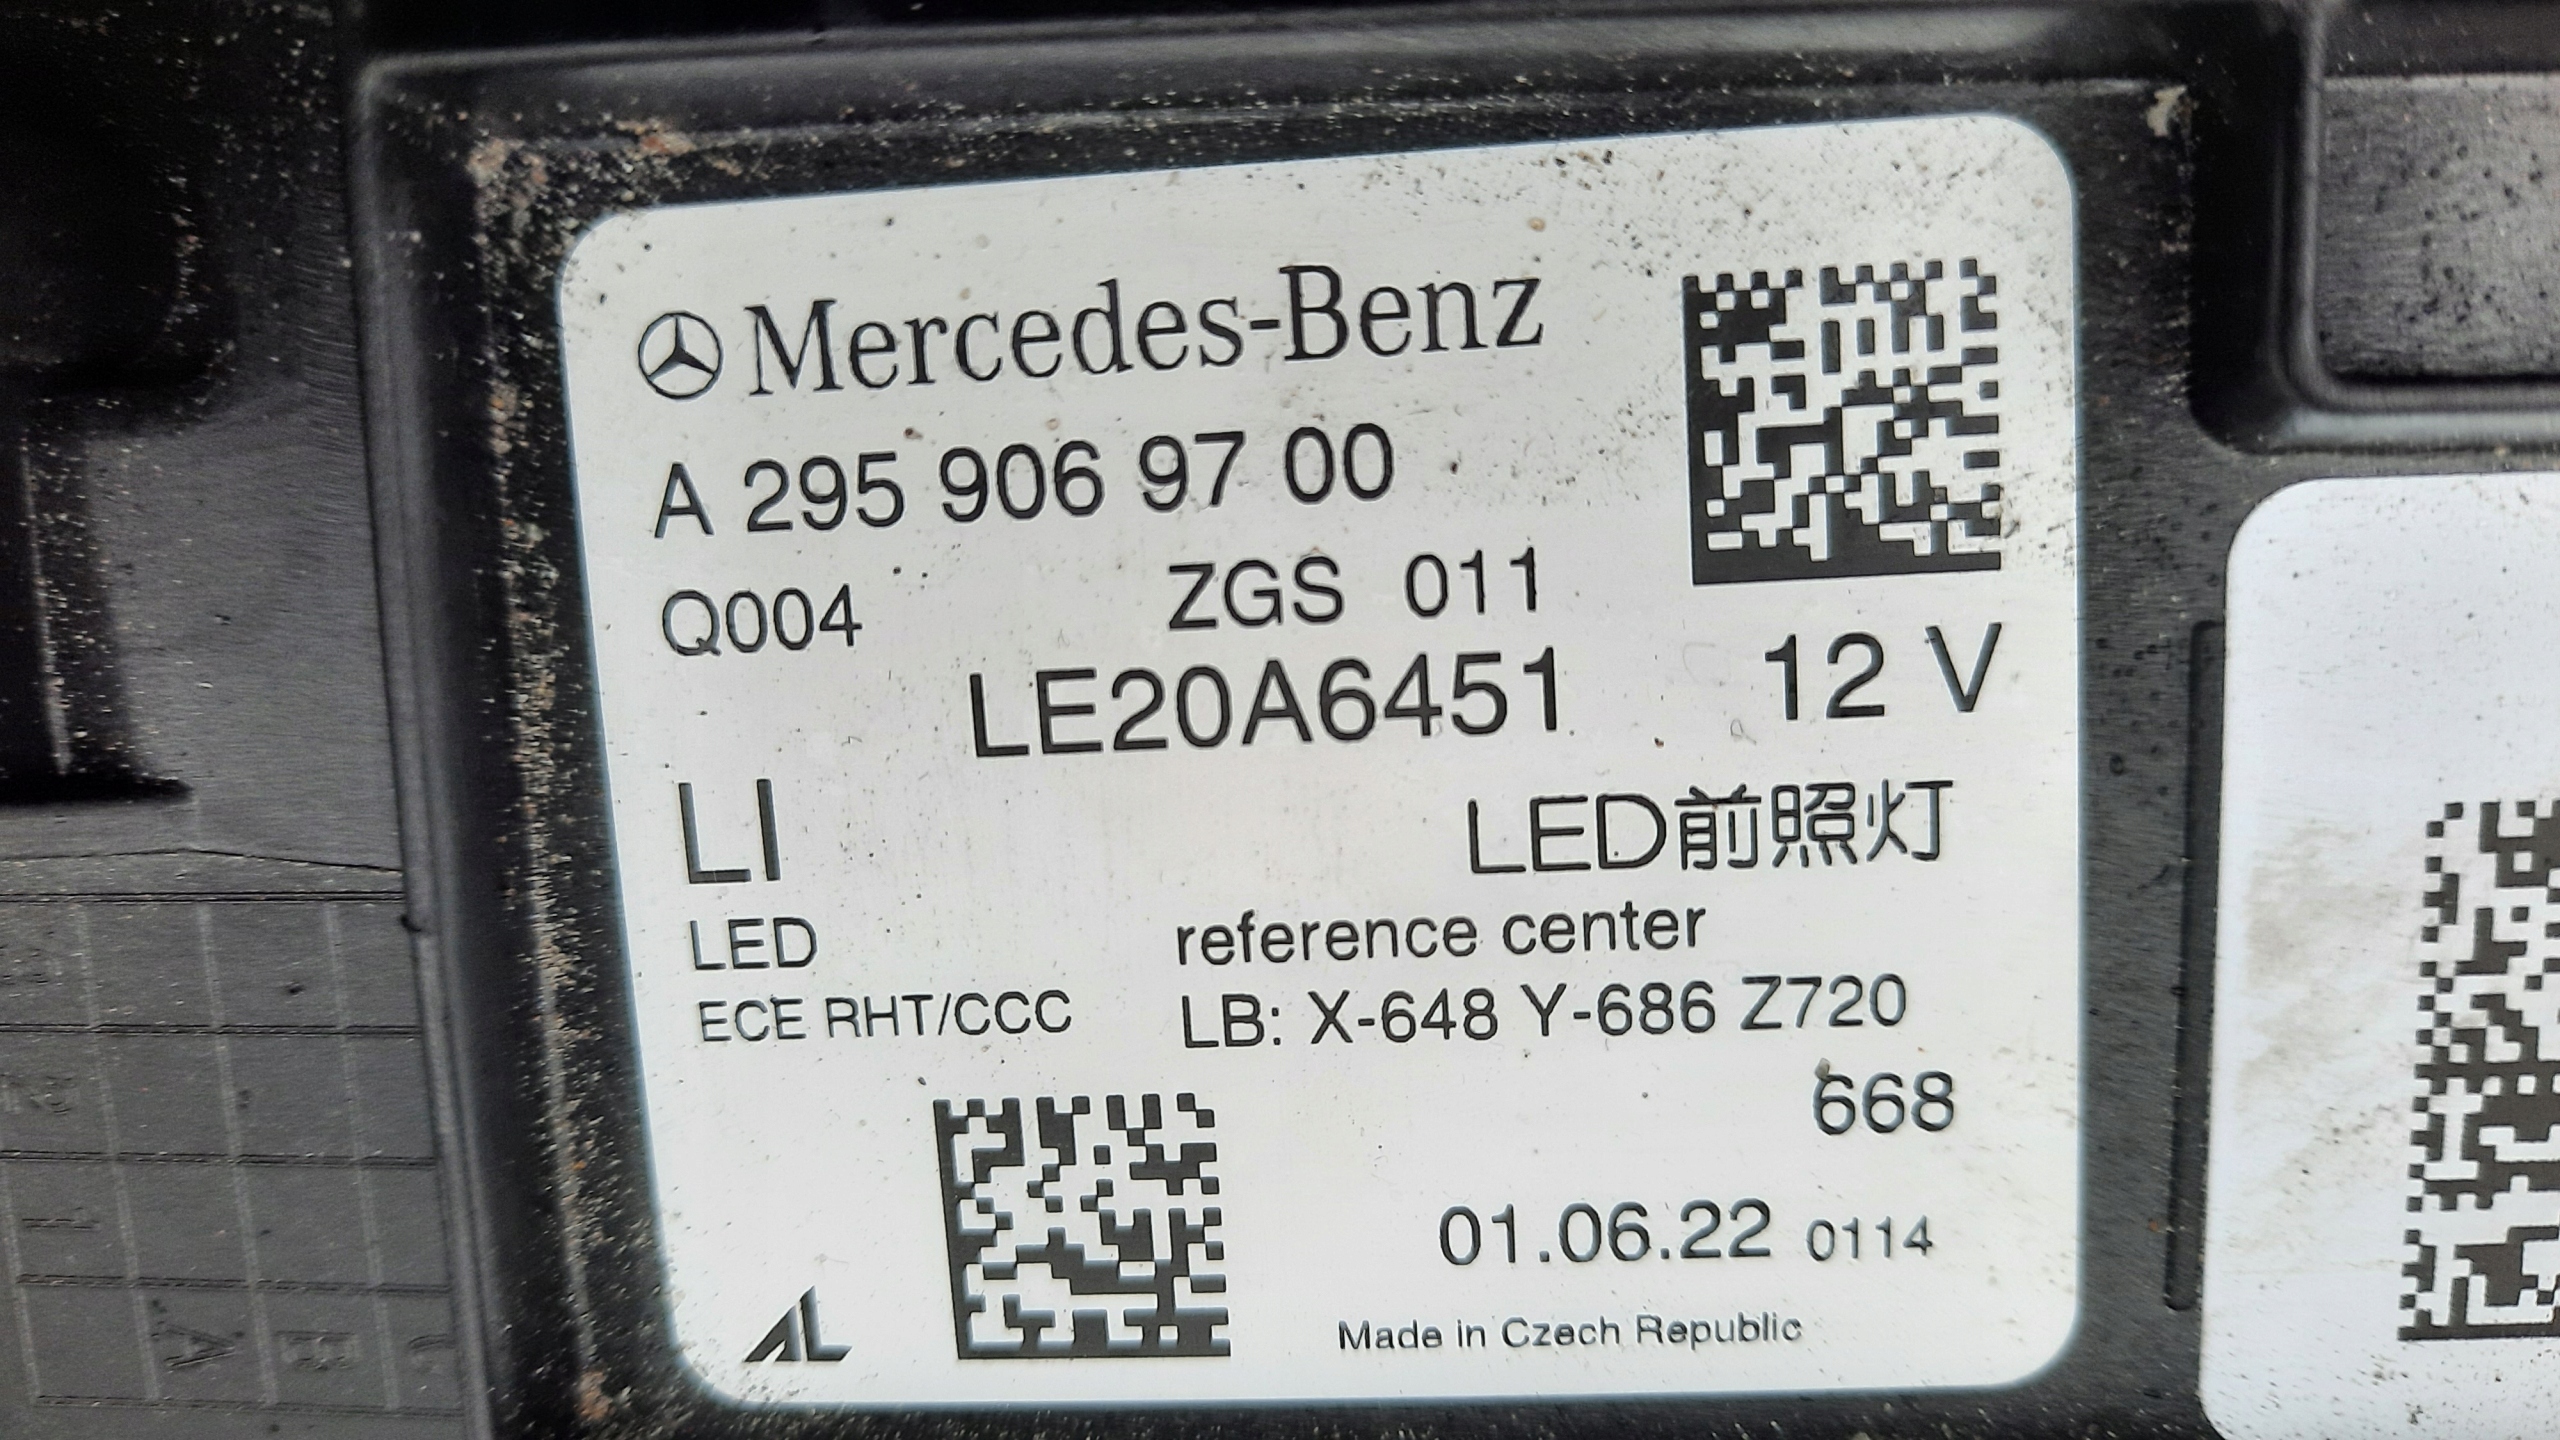 Mercedes-Benz
A 295 906 97 00
Q004 ZGS 011
LE20A6451 12 V
LI LED前照灯
LED reference center
ECE RHT/CCC LB: X-648 Y-686 Z720
668
01.06.22 0114
AL Made in Czech Republic